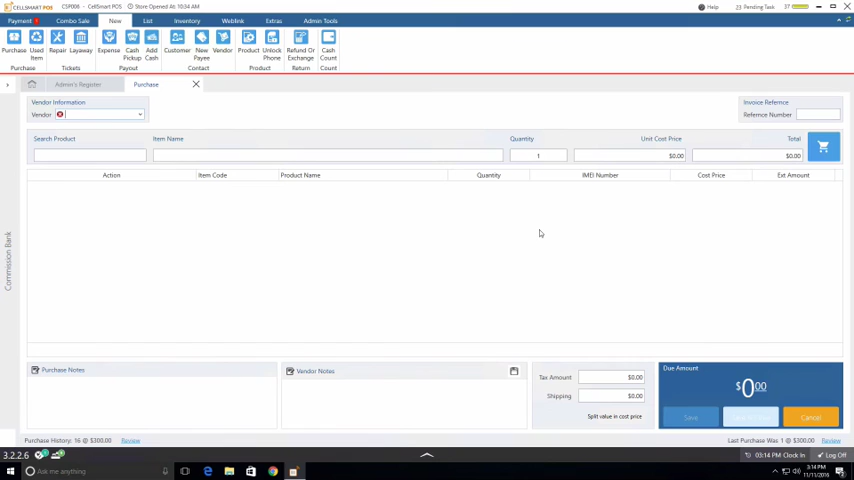 CSP006 - CellSmart POS
Store Opened At: 10:34 AM
Help
23 Pending Task
37
Payment
Combo Sale
New
List
Inventory
Weblink
Extras
Admin Tools
Purchase
Used Item
Repair
Layaway
Expense
Cash Pickup
Add Cash
Customer
New Payee
Vendor
Product
Unlock Phone
Refund Or Exchange
Cash Count
Purchase
Tickets
Payout
Contact
Product
Return
Count
Admin's Register
Purchase
Vendor Information
Vendor
Invoice Refernce
Refernce Number
Search Product
Item Name
Quantity
Unit Cost Price
Total
1
$0.00
$0.00
Action
Item Code
Product Name
Quantity
IMEI Number
Cost Price
Ext Amount
Commission Bank
Purchase Notes
Vendor Notes
Tax Amount
$0.00
Shipping
$0.00
Split value in cost price
Due Amount
$0.00
Save
Cancel
Purchase History: 16 @ $300.00
Review
Last Purchase Was 1 @ $300.00
Review
3.2.2.6
03:14 PM Clock In
Log Off
Ask me anything
3:14 PM
11/11/2016